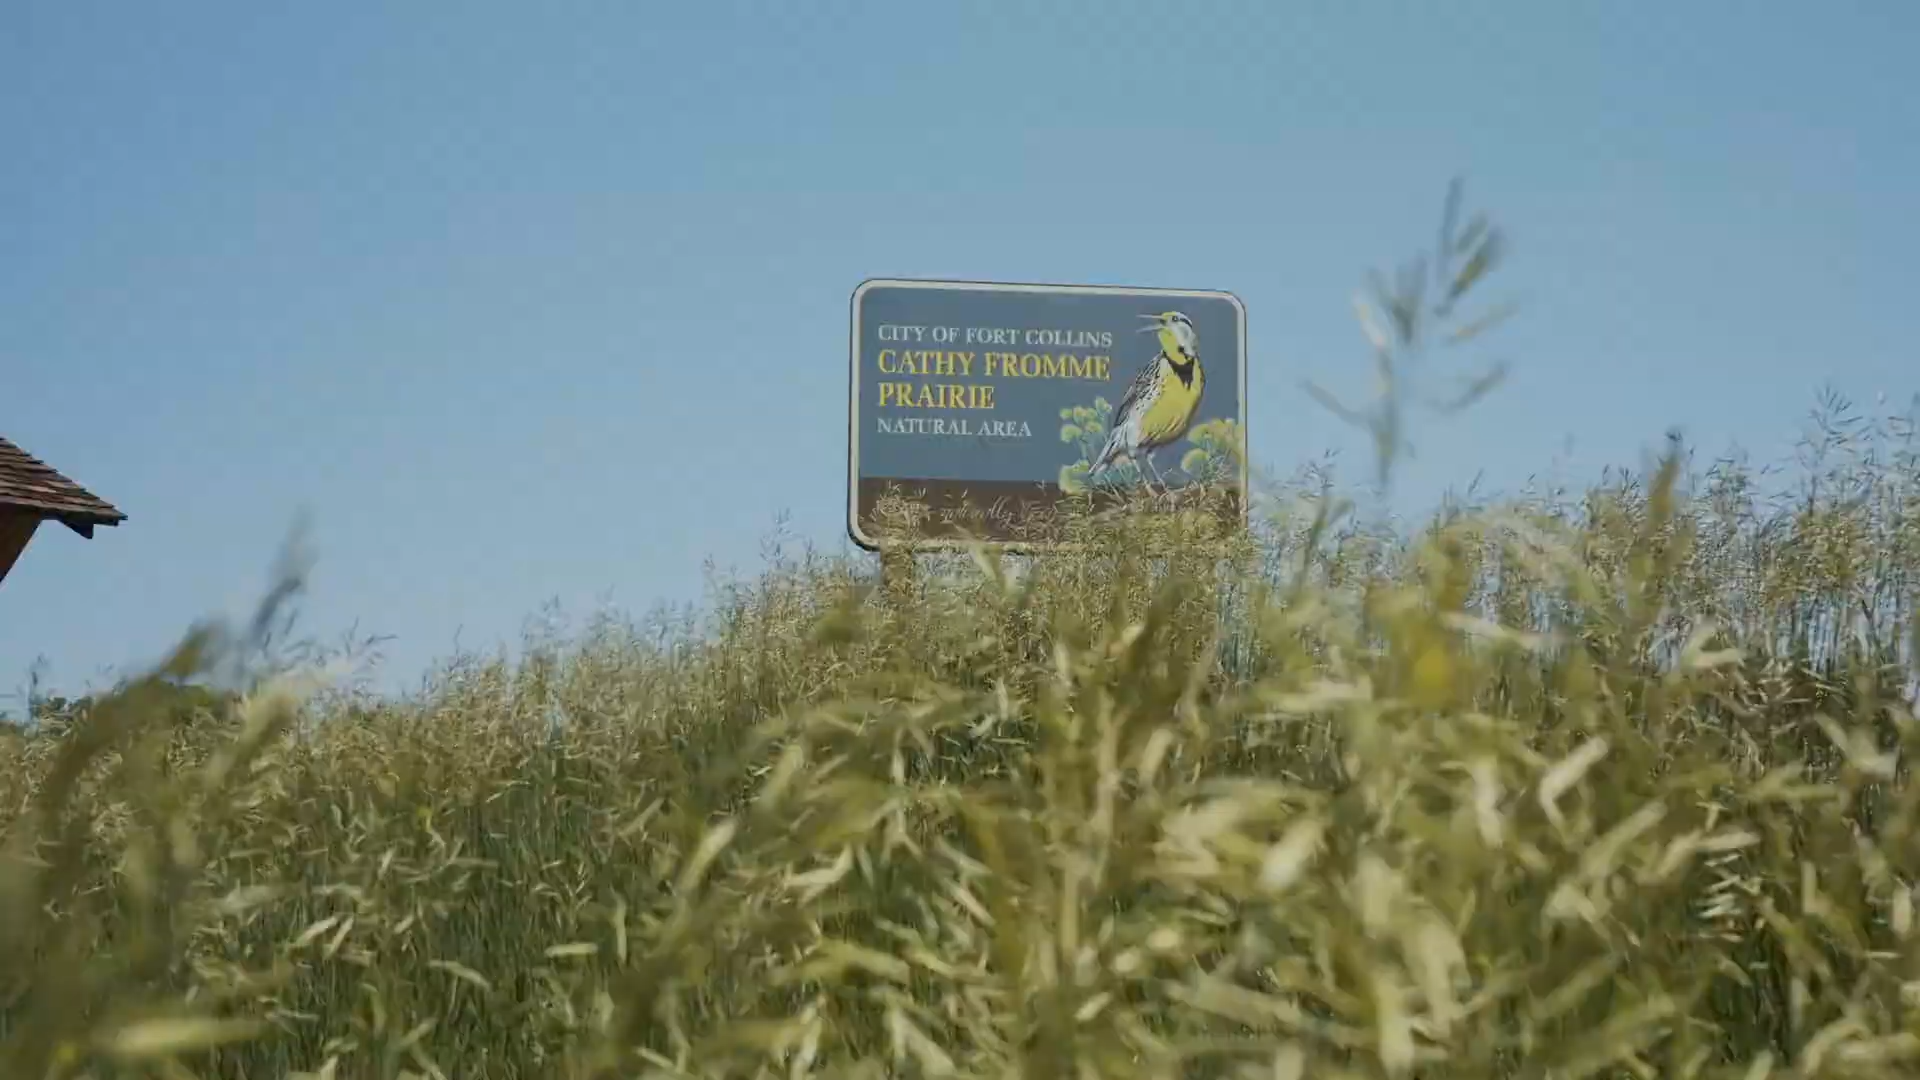 CITY OF FORT COLLINS
CATHY FROMME
PRAIRIE
NATURAL AREA